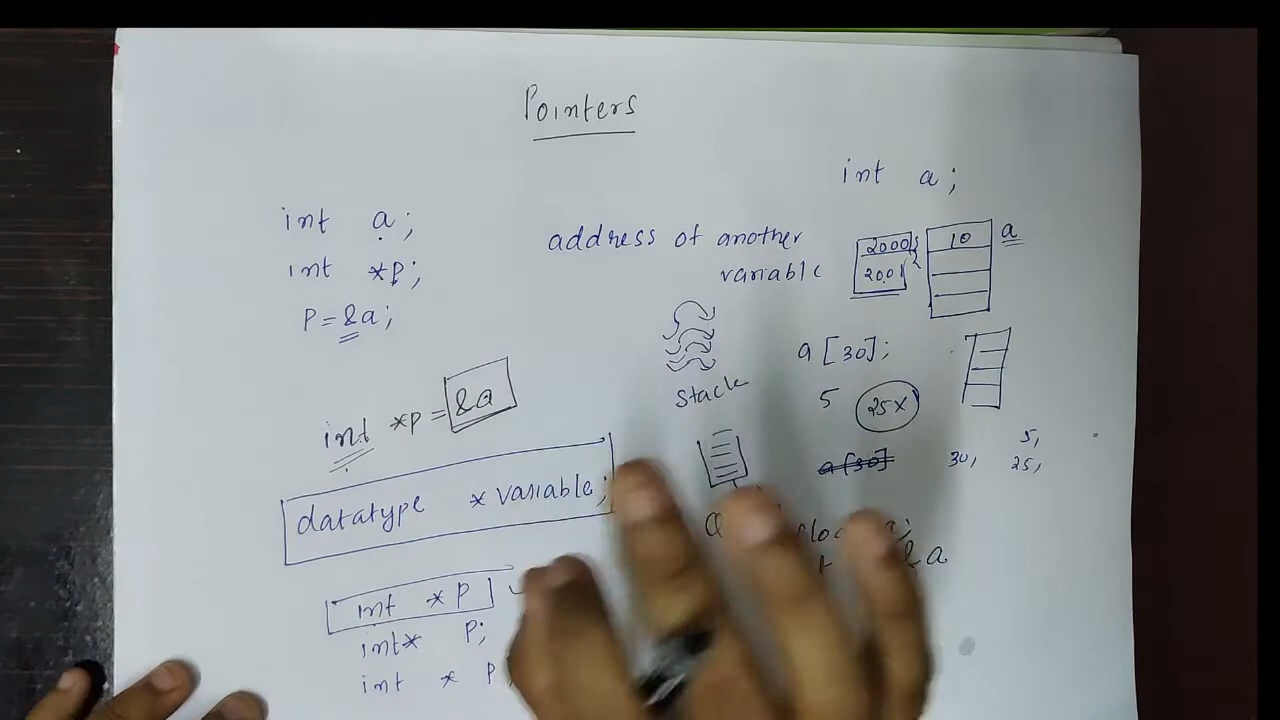 Pointers
int a;
int *p;
P = &a;
int *p = &a
datatype *variable;
int *P
int* P;
int * P
address of another
variable
stack
int a;
2000
10
a
2001
a[30];
5
25x
a[30]
5,
30, 25,
a;
&a